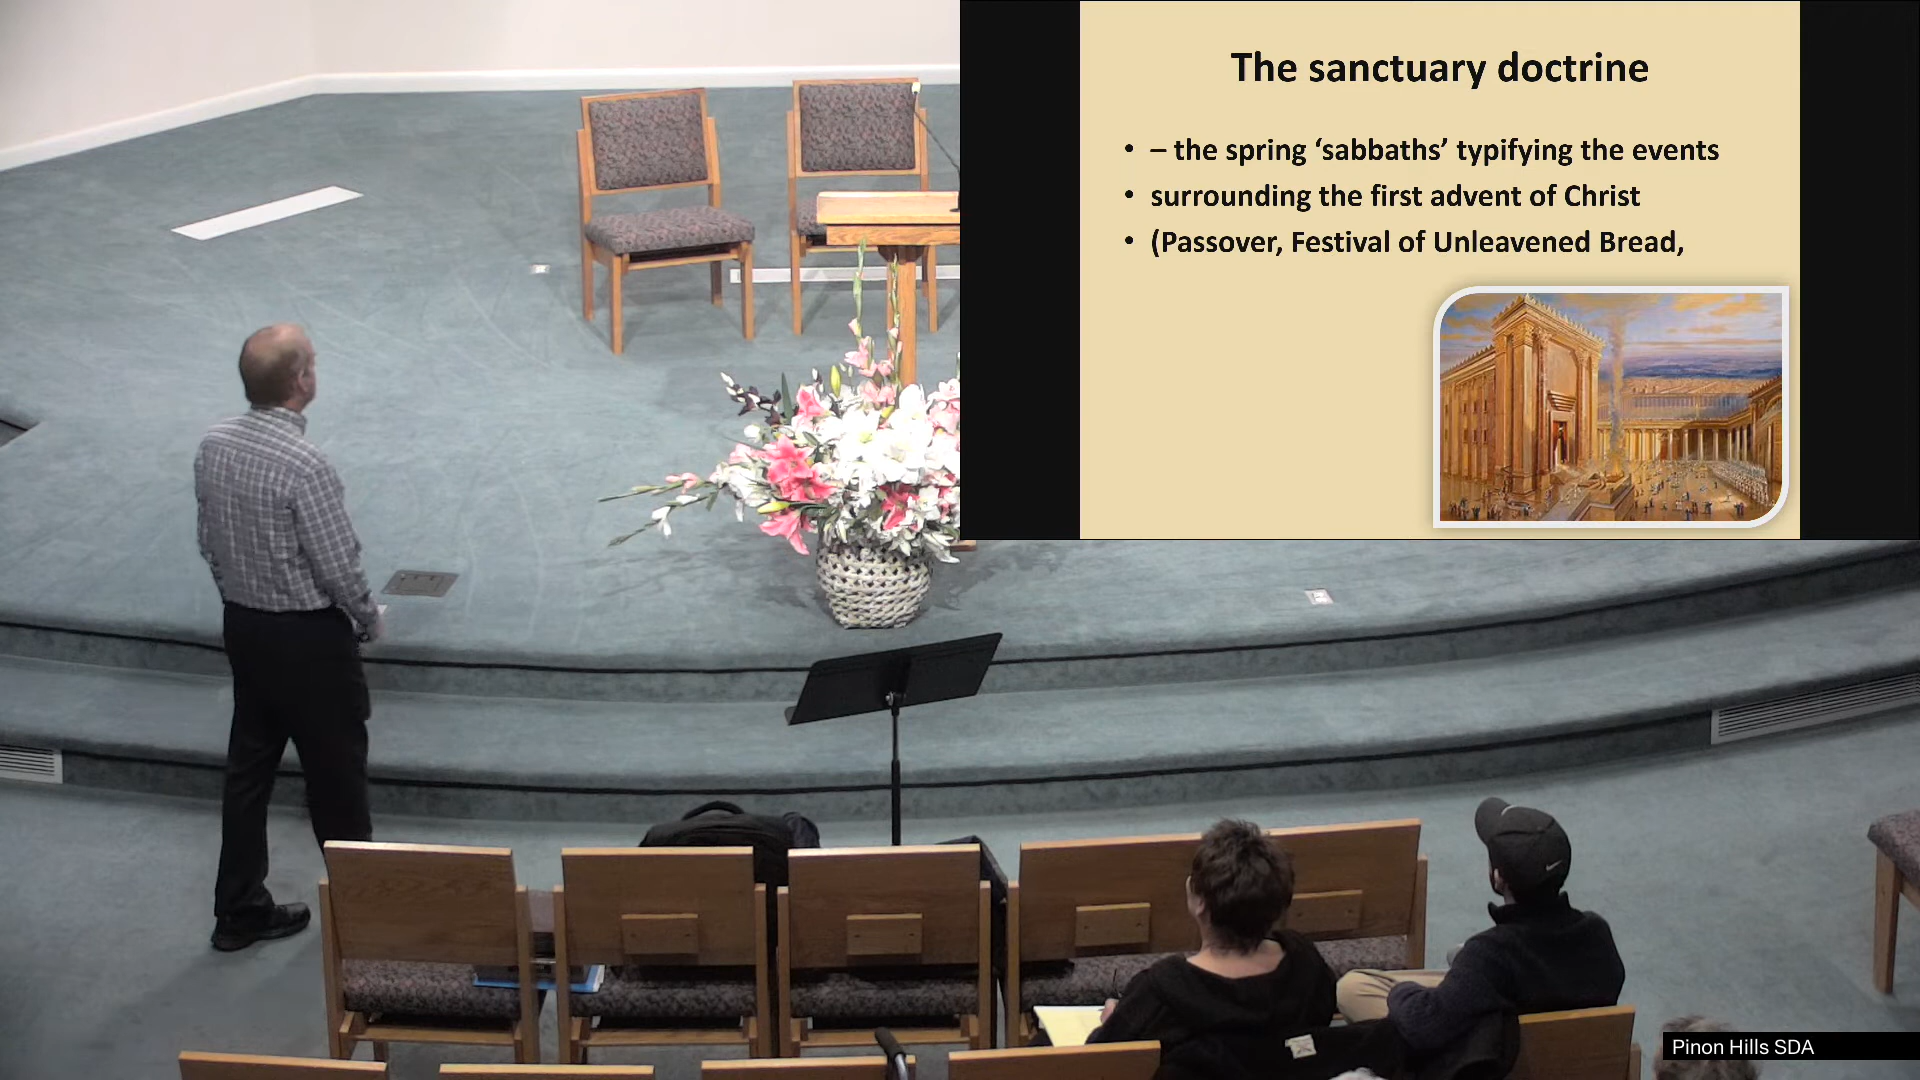 The sanctuary doctrine
• – the spring ‘sabbaths’ typifying the events
• surrounding the first advent of Christ
• (Passover, Festival of Unleavened Bread,
Pinon Hills SDA